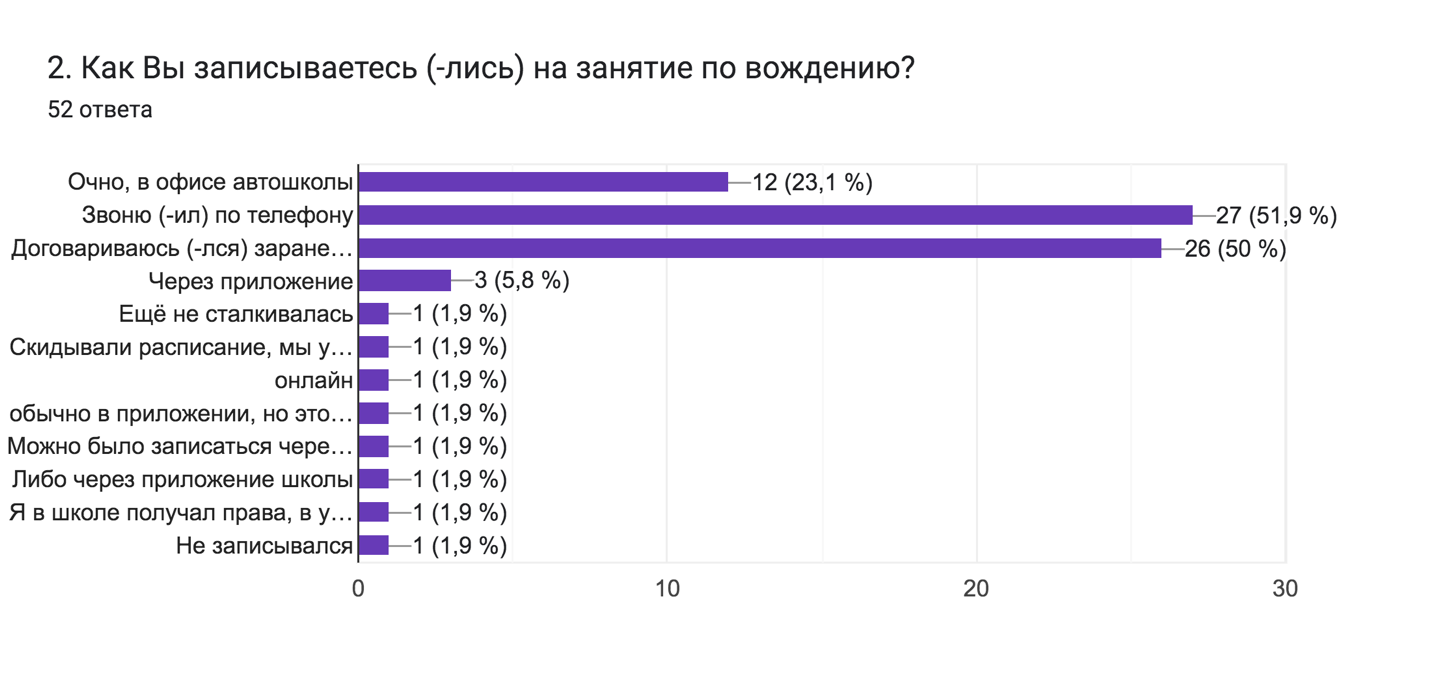 2. Как Вы записываетесь (-лись) на занятие по вождению?
52 ответа
Очно, в офисе автошколы 12 (23,1 %)
Звоню (-ил) по телефону 27 (51,9 %)
Договариваюсь (-лся) заране… 26 (50 %)
Через приложение 3 (5,8 %)
Ещё не сталкивалась 1 (1,9 %)
Скидывали расписание, мы у… 1 (1,9 %)
онлайн 1 (1,9 %)
обычно в приложении, но это… 1 (1,9 %)
Можно было записаться чере… 1 (1,9 %)
Либо через приложение школы 1 (1,9 %)
Я в школе получал права, в у… 1 (1,9 %)
Не записывался 1 (1,9 %)
0 10 20 30